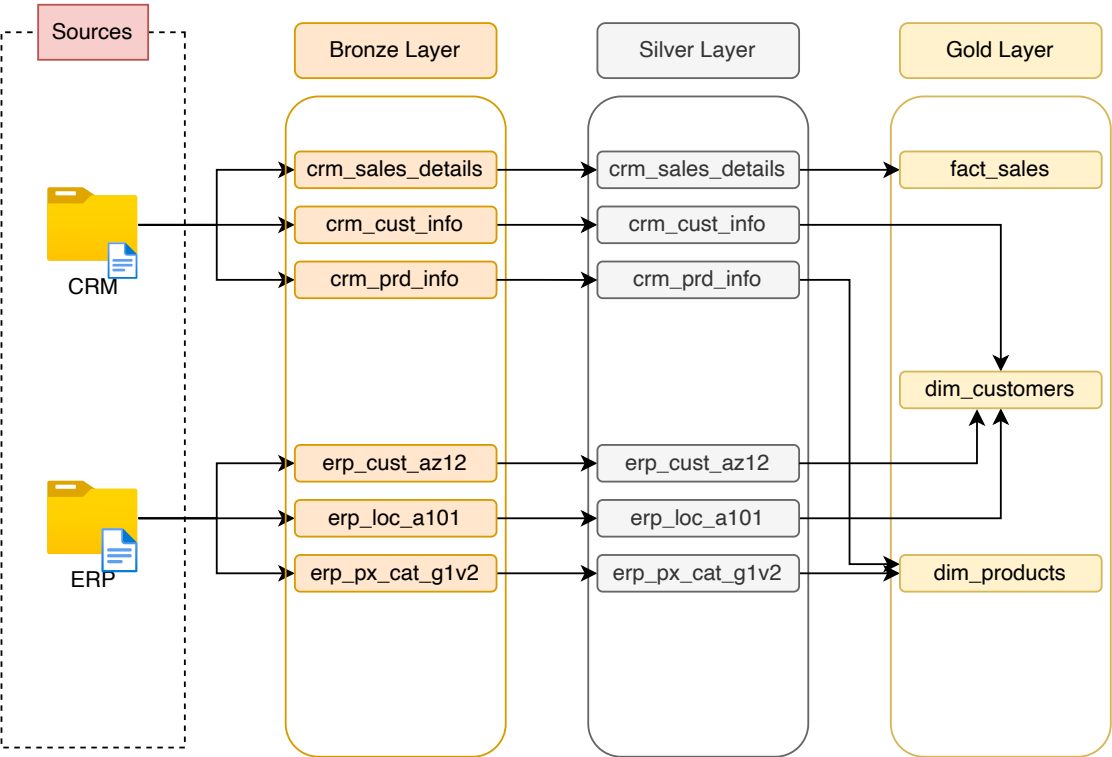 Sources
Bronze Layer
Silver Layer
Gold Layer
crm_sales_details
crm_sales_details
fact_sales
crm_cust_info
crm_cust_info
crm_prd_info
crm_prd_info
CRM
dim_customers
erp_cust_az12
erp_cust_az12
erp_loc_a101
erp_loc_a101
ERP
erp_px_cat_g1v2
erp_px_cat_g1v2
dim_products